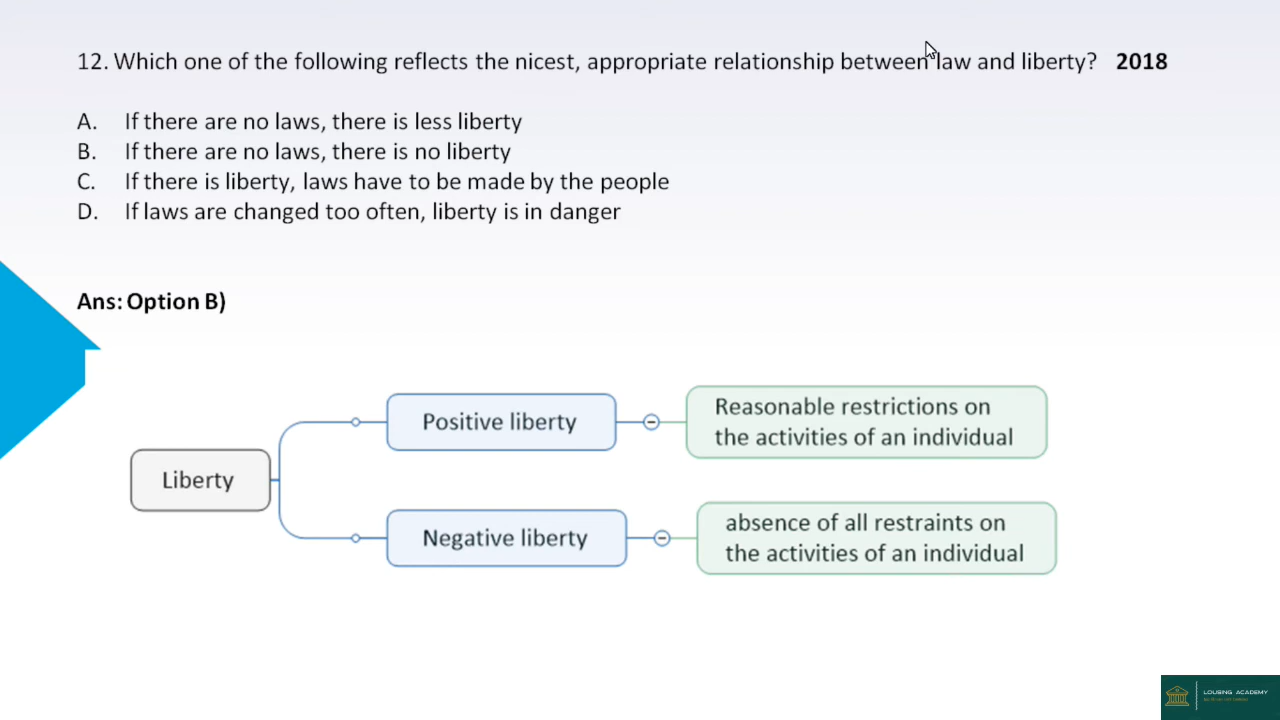 12. Which one of the following reflects the nicest, appropriate relationship between law and liberty? 2018
A. If there are no laws, there is less liberty
B. If there are no laws, there is no liberty
C. If there is liberty, laws have to be made by the people
D. If laws are changed too often, liberty is in danger
Ans: Option B)
Liberty
Positive liberty
Reasonable restrictions on
the activities of an individual
Negative liberty
absence of all restraints on
the activities of an individual
LOUSING ACADEMY